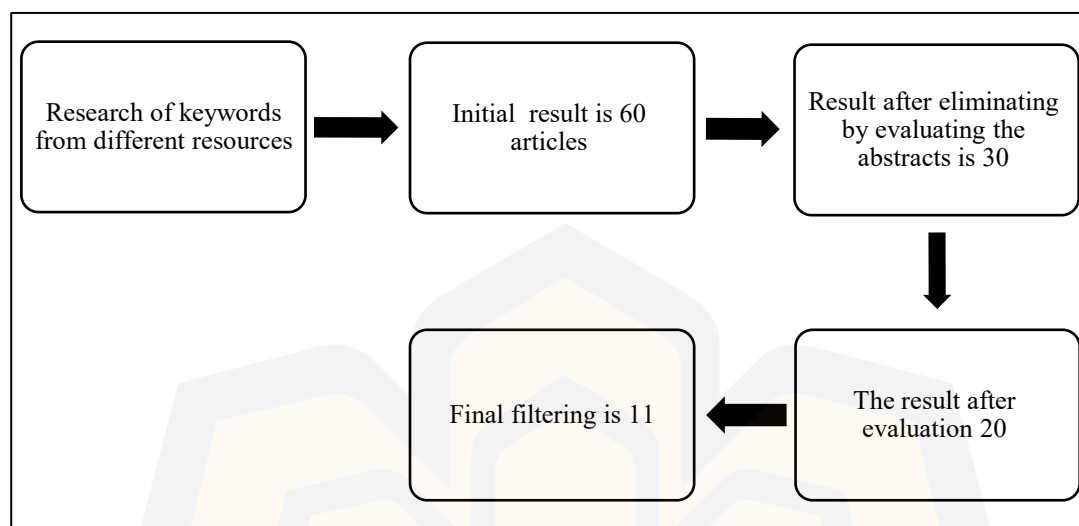 Research of keywords
from different resources
Initial result is 60
articles
Result after eliminating
by evaluating the
abstracts is 30
The result after
evaluation 20
Final filtering is 11